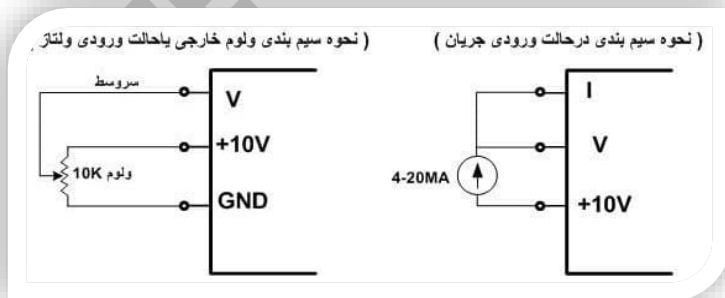 ( نحوه سیم بندی ولوم خارجی یاحالت ورودی ولتاژ
سروسط
V
+10V
ولوم 10K
GND
( نحوه سیم بندی درحالت ورودی جریان )
I
V
4-20MA
+10V